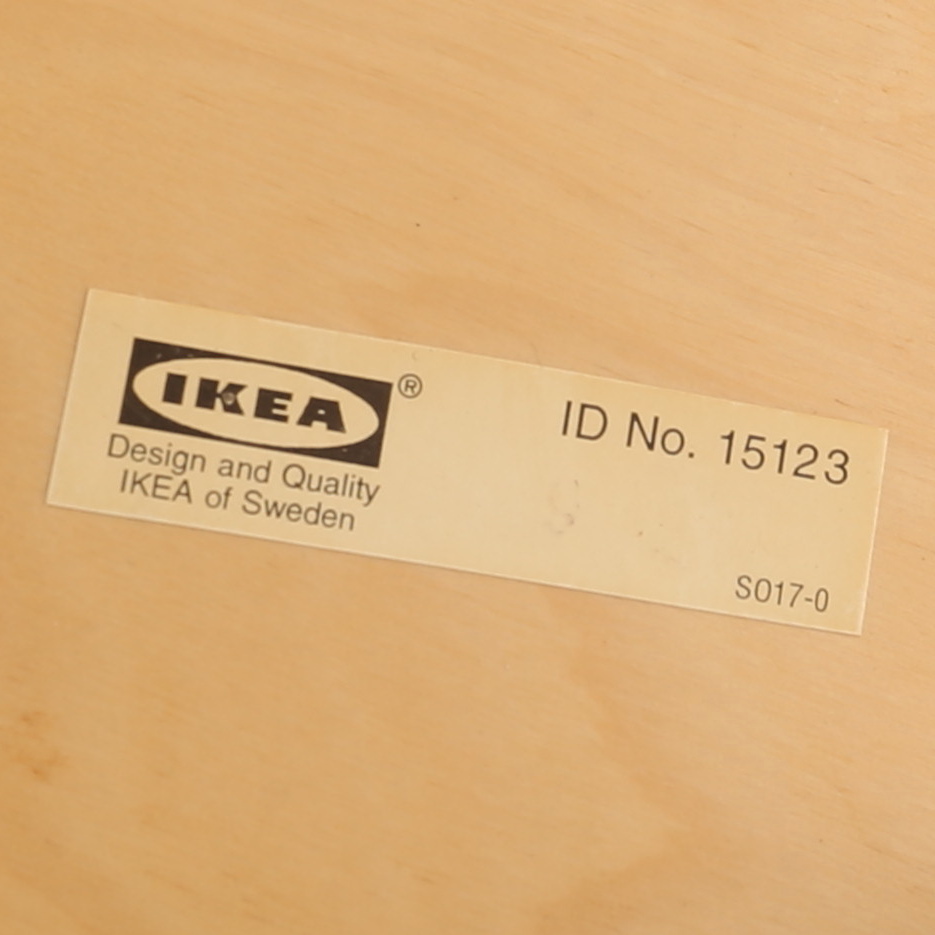 IKEA®
Design and Quality
IKEA of Sweden
ID No. 15123
S017-0